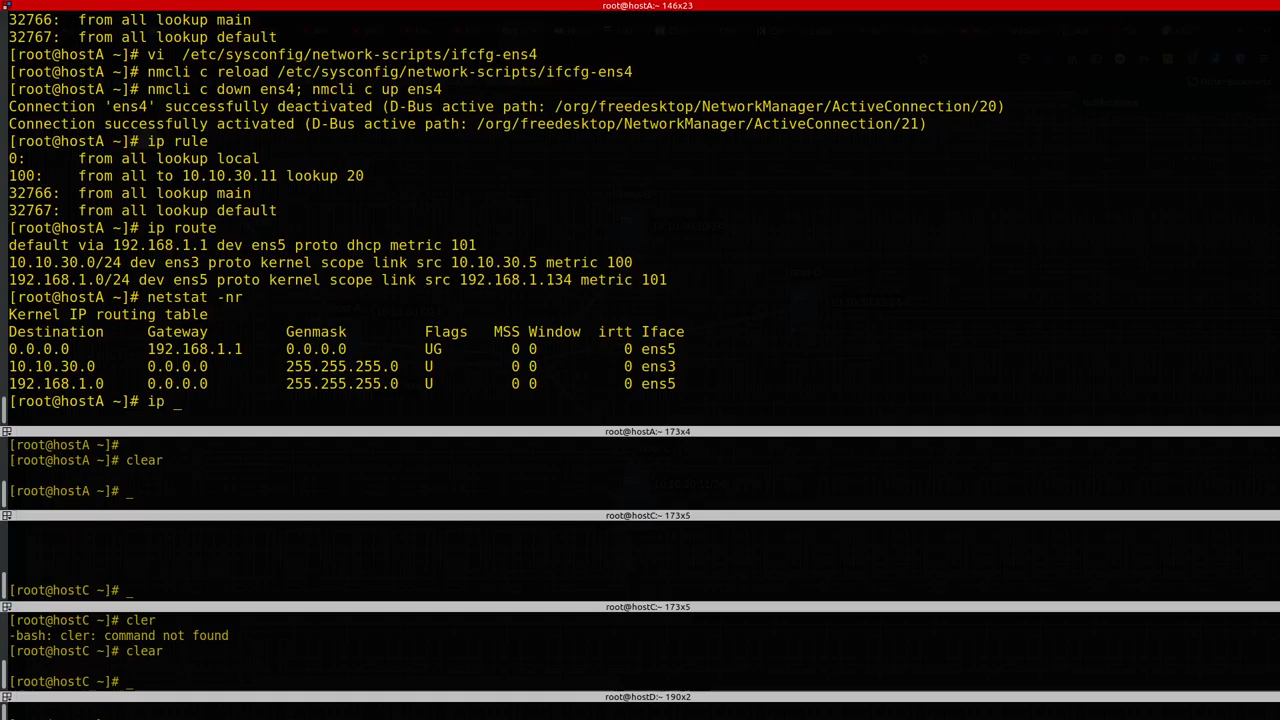 root@hostA:~ 146x23
32766:  from all lookup main
32767:  from all lookup default
[root@hostA ~]# vi  /etc/sysconfig/network-scripts/ifcfg-ens4
[root@hostA ~]# nmcli c reload /etc/sysconfig/network-scripts/ifcfg-ens4
[root@hostA ~]# nmcli c down ens4; nmcli c up ens4
Connection 'ens4' successfully deactivated (D-Bus active path: /org/freedesktop/NetworkManager/ActiveConnection/20)
Connection successfully activated (D-Bus active path: /org/freedesktop/NetworkManager/ActiveConnection/21)
[root@hostA ~]# ip rule
0:      from all lookup local
100:    from all to 10.10.30.11 lookup 20
32766:  from all lookup main
32767:  from all lookup default
[root@hostA ~]# ip route
default via 192.168.1.1 dev ens5 proto dhcp metric 101
10.10.30.0/24 dev ens3 proto kernel scope link src 10.10.30.5 metric 100
192.168.1.0/24 dev ens5 proto kernel scope link src 192.168.1.134 metric 101
[root@hostA ~]# netstat -nr
Kernel IP routing table
Destination     Gateway         Genmask         Flags   MSS Window  irtt Iface
0.0.0.0         192.168.1.1     0.0.0.0         UG        0 0          0 ens5
10.10.30.0      0.0.0.0         255.255.255.0   U         0 0          0 ens3
192.168.1.0     0.0.0.0         255.255.255.0   U         0 0          0 ens5
[root@hostA ~]# ip _
root@hostA:~ 173x4
[root@hostA ~]#
[root@hostA ~]# clear
[root@hostA ~]# _
root@hostC:~ 173x5
[root@hostC ~]# _
root@hostC:~ 173x5
[root@hostC ~]# cler
-bash: cler: command not found
[root@hostC ~]# clear
[root@hostC ~]# _
root@hostD:~ 190x2